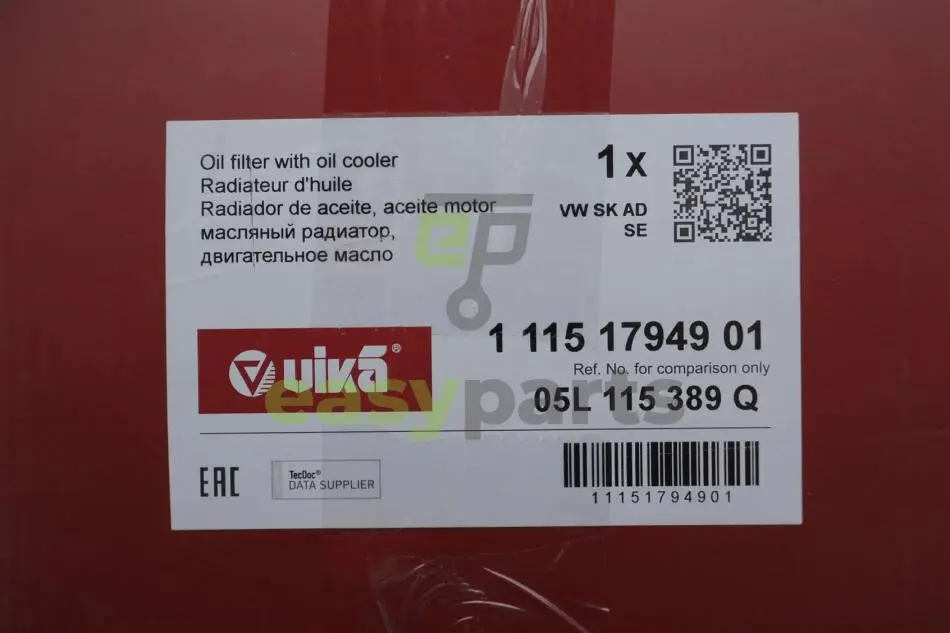 Oil filter with oil cooler
Radiateur d'huile
Radiador de aceite, aceite motor
масляный радиатор,
двигательное масло
1 x
VW SK AD
SE
ep
vika®
1 115 17949 01
Ref. No. for comparison only
05L 115 389 Q
easyparts
EAC
TecDoc®
DATA SUPPLIER
11151794901